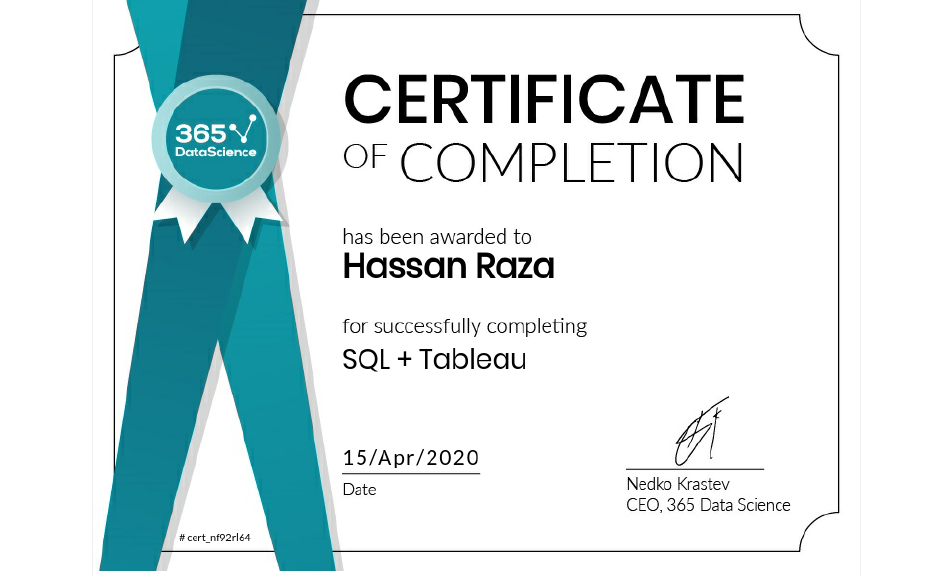 365
DataScience
CERTIFICATE
OF COMPLETION
has been awarded to
Hassan Raza
for successfully completing
SQL + Tableau
15/Apr/2020
Date
Nedko Krastev
CEO, 365 Data Science
# cert_nf92rl64